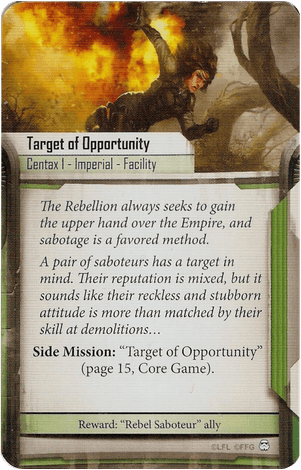 Target of Opportunity
Centax I - Imperial - Facility
The Rebellion always seeks to gain
the upper hand over the Empire, and
sabotage is a favored method.
A pair of saboteurs has a target in
mind. Their reputation is mixed, but it
sounds like their reckless and stubborn
attitude is more than matched by their
skill at demolitions…
Side Mission: “Target of Opportunity”
(page 15, Core Game).
Reward: “Rebel Saboteur” ally
©LFL ©FFG